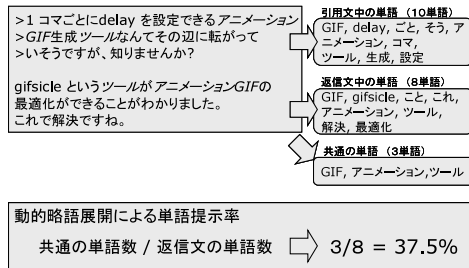 >1 コマごとにdelay を設定できるアニメーション
>GIF生成ツールなんてその辺に転がって
>いそうですが、知りませんか?
gifsicle というツールがアニメーションGIFの
最適化ができることがわかりました。
これで解決ですね。
引用文中の単語 (10単語)
GIF, delay, ごと, そう, ア
ニメーション, コマ,
ツール, 生成, 設定
返信文中の単語 (8単語)
GIF, gifsicle, こと, これ,
アニメーション, ツール,
解決, 最適化
共通の単語 (3単語)
GIF, アニメーション,ツール
動的略語展開による単語提示率
共通の単語数 / 返信文の単語数 3/8 = 37.5%